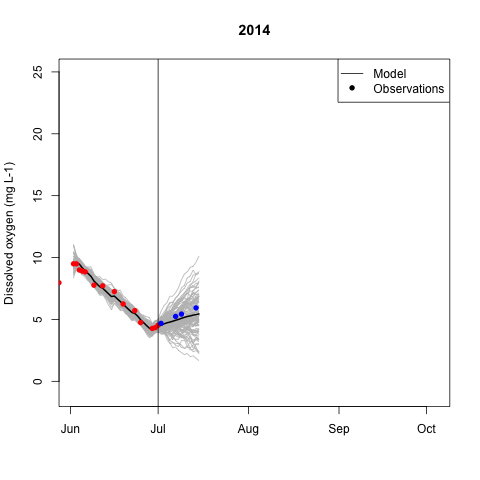 2014
Dissolved oxygen (mg L-1)
25
20
15
10
5
0
Model
Observations
Jun
Jul
Aug
Sep
Oct